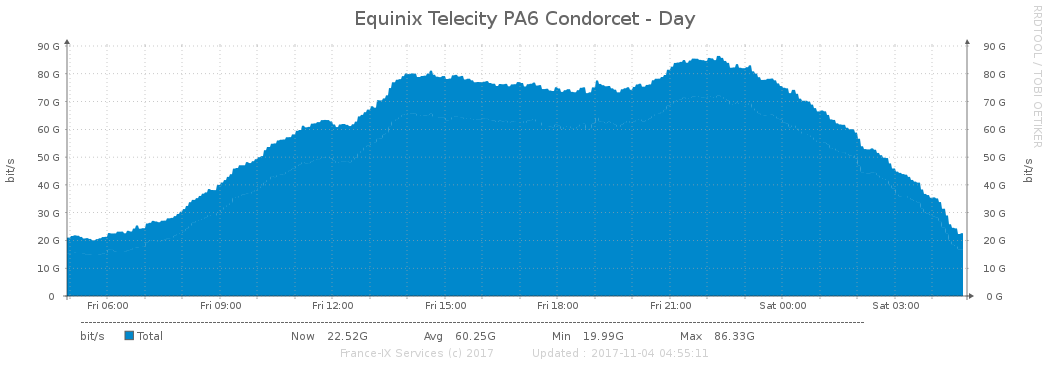 Equinix Telecity PA6 Condorcet - Day
RRDTOOL / TOBI OETIKER
90 G 90 G
80 G 80 G
70 G 70 G
60 G 60 G
50 G 50 G
40 G 40 G
30 G 30 G
20 G 20 G
10 G 10 G
0 0 G
bit/s bit/s
Fri 06:00 Fri 09:00 Fri 12:00 Fri 15:00 Fri 18:00 Fri 21:00 Sat 00:00 Sat 03:00
bit/s Total Now 22.52G Avg 60.25G Min 19.99G Max 86.33G
France-IX Services (c) 2017 Updated : 2017-11-04 04:55:11